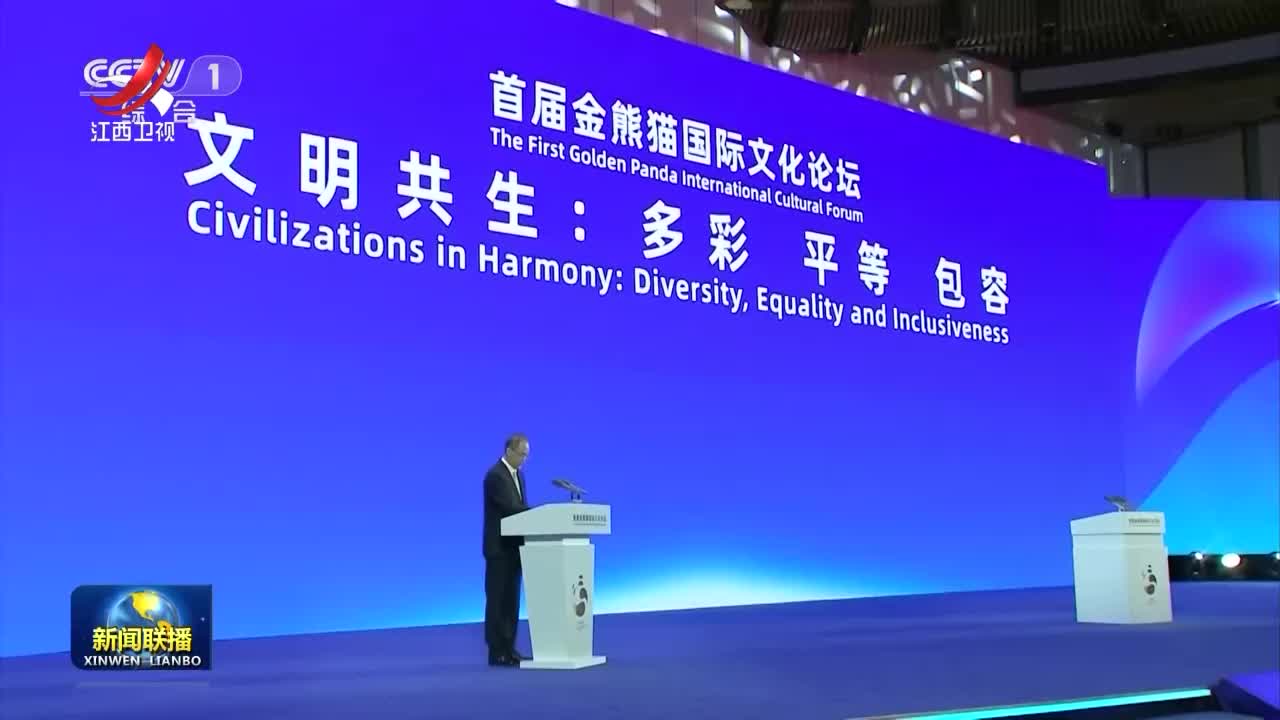 CCTV 1
综合
江西卫视
首届金熊猫国际文化论坛
The First Golden Panda International Cultural Forum
文明共生：多彩 平等 包容
Civilizations in Harmony: Diversity, Equality and Inclusiveness
新闻联播
XINWEN LIANBO